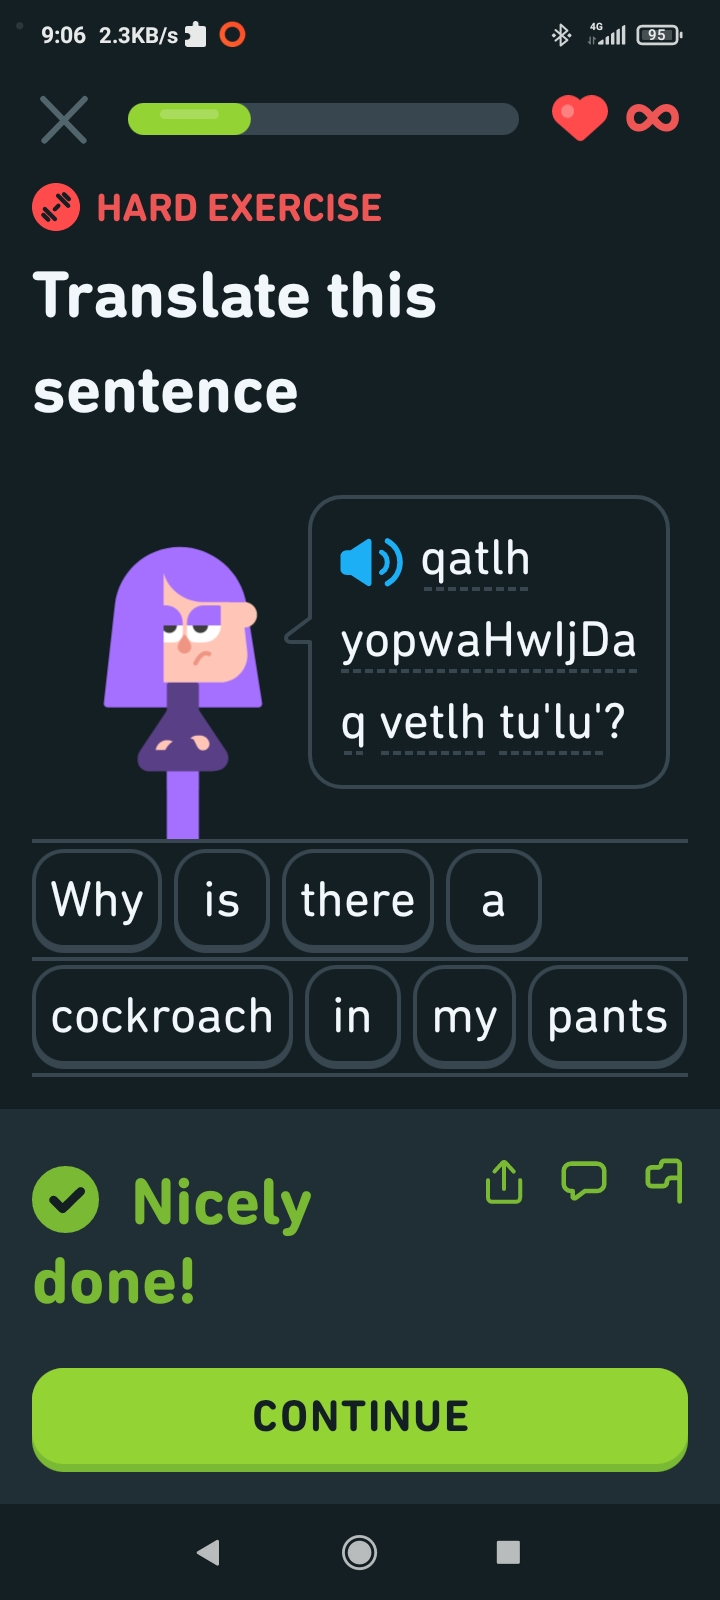 9:06 2.3KB/s 4G 95
HARD EXERCISE
Translate this
sentence
qatlh
yopwaHwIjDa
q vetlh tu'lu'?
Why is there a
cockroach in my pants
Nicely
done!
CONTINUE